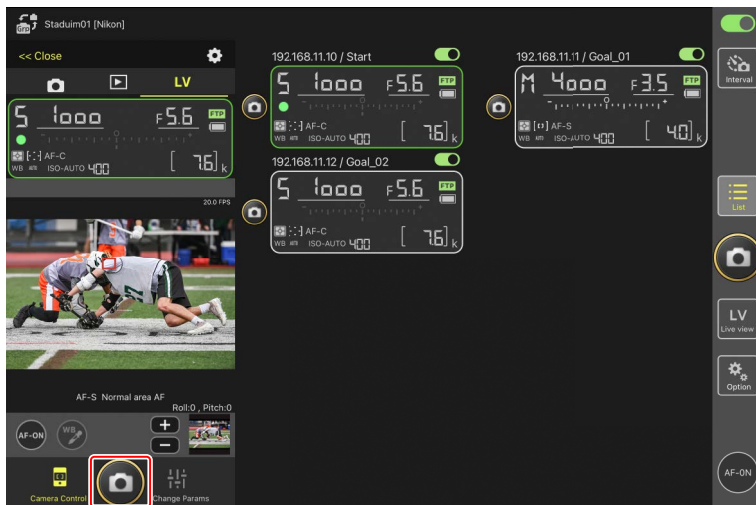 Grp Staduim01 [Nikon]
<< Close
LV
S 1000 F5.6 FTP
AF-C
WB ISO-AUTO 400 [ 7.6] k
20.0 FPS
7
AF-S Normal area AF
Roll:0 , Pitch:0
AF-ON WB + −
Camera Control Change Params
192.168.11.10 / Start
S 1000 F5.6 FTP
AF-C
WB ISO-AUTO 400 [ 7.6] k
192.168.11.11 / Goal_01
M 4000 F3.5 FTP
AF-S
WB ISO-AUTO 400 [ 4.0] k
192.168.11.12 / Goal_02
S 1000 F5.6 FTP
AF-C
WB ISO-AUTO 400 [ 7.6] k
Interval
List
LV
Live view
Option
AF-ON